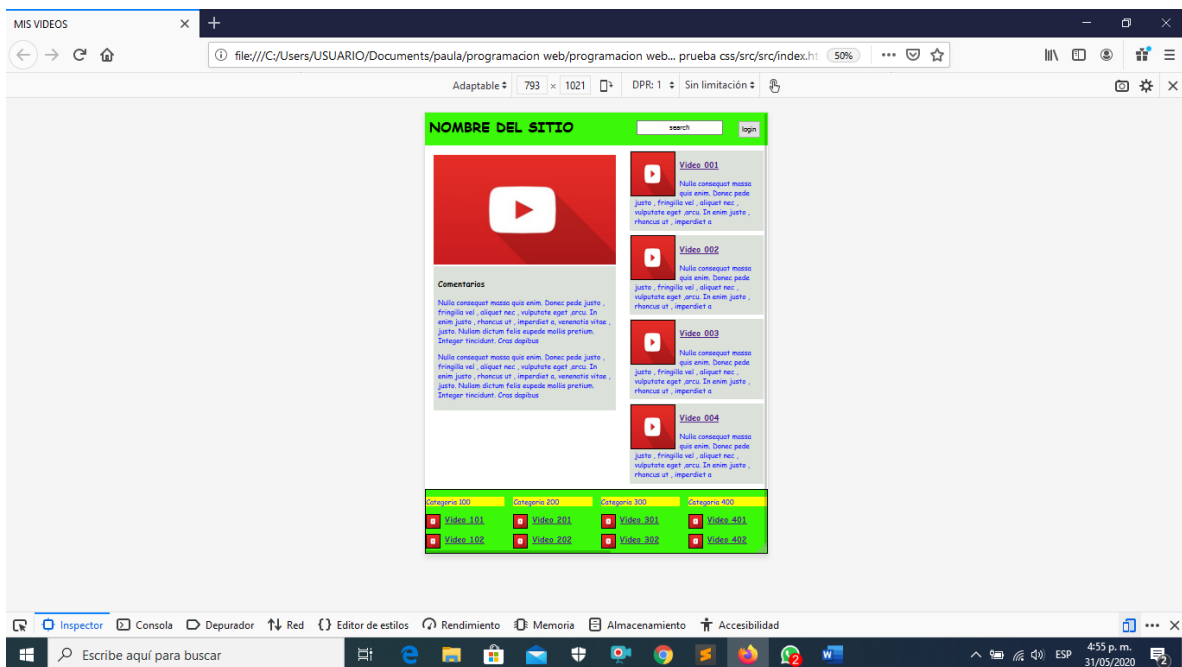 MIS VIDEOS
file:///C:/Users/USUARIO/Documents/paula/programacion web/programacion web... prueba css/src/src/index.ht
50%
Adaptable
793 × 1021
DPR: 1
Sin limitación
NOMBRE DEL SITIO
search
login
Comentarios
Nulla consequat massa quis enim. Donec pede justo ,
fringilla vel , aliquet nec , vulputate eget ,arcu. In
enim justo , rhoncus ut , imperdiet a, venenatis vitae ,
justo. Nullam dictum felis eupede mollis pretium.
Integer tincidunt. Cras dapibus
Nulla consequat massa quis enim. Donec pede justo ,
fringilla vel , aliquet nec , vulputate eget ,arcu. In
enim justo , rhoncus ut , imperdiet a, venenatis vitae ,
justo. Nullam dictum felis eupede mollis pretium.
Integer tincidunt. Cras dapibus
Video 001
Nulla consequat massa
quis enim. Donec pede
justo , fringilla vel , aliquet nec ,
vulputate eget ,arcu. In enim justo ,
rhoncus ut , imperdiet a
Video 002
Nulla consequat massa
quis enim. Donec pede
justo , fringilla vel , aliquet nec ,
vulputate eget ,arcu. In enim justo ,
rhoncus ut , imperdiet a
Video 003
Nulla consequat massa
quis enim. Donec pede
justo , fringilla vel , aliquet nec ,
vulputate eget ,arcu. In enim justo ,
rhoncus ut , imperdiet a
Video 004
Nulla consequat massa
quis enim. Donec pede
justo , fringilla vel , aliquet nec ,
vulputate eget ,arcu. In enim justo ,
rhoncus ut , imperdiet a
Categoria 100
Categoria 200
Categoria 300
Categoria 400
Video 101
Video 201
Video 301
Video 401
Video 102
Video 202
Video 302
Video 402
Inspector
Consola
Depurador
Red
Editor de estilos
Rendimiento
Memoria
Almacenamiento
Accesibilidad
Escribe aquí para buscar
2
ESP
4:55 p. m.
31/05/2020
2